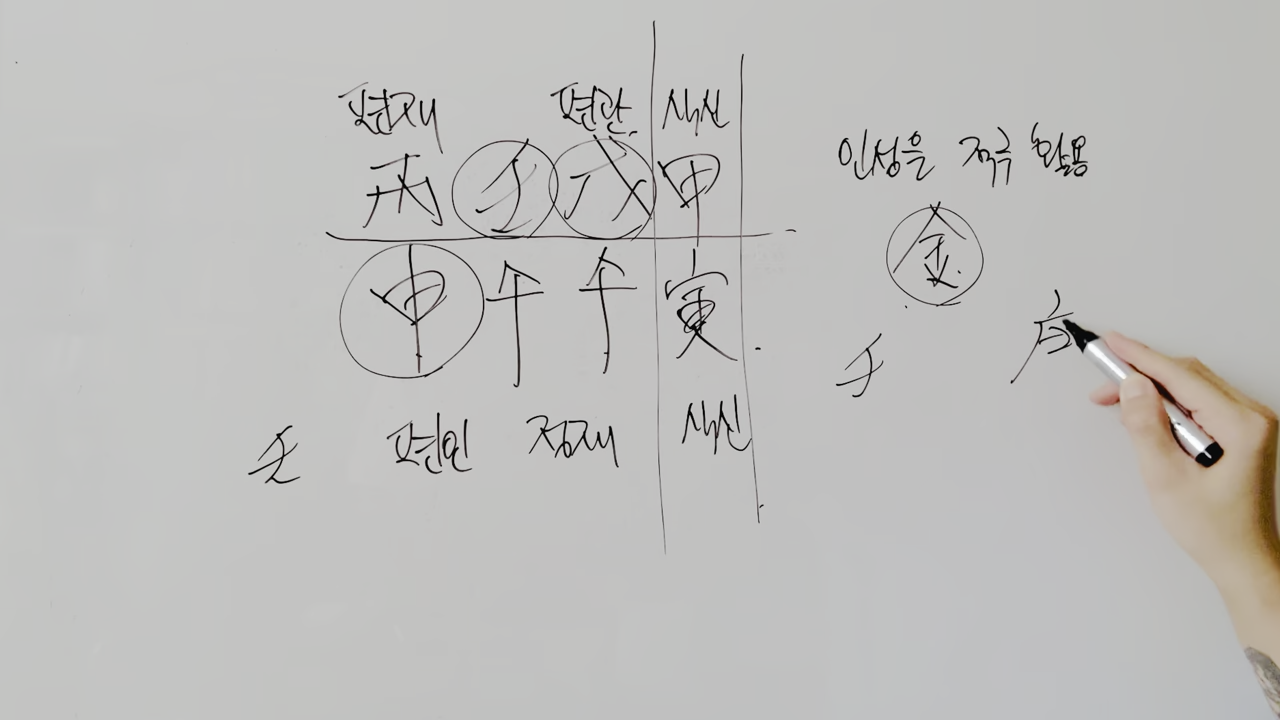 편재 편관 식신
丙 壬 戊 甲
申 午 午 寅
壬 편인 정재 식신
인성을 적극 활용
金
壬